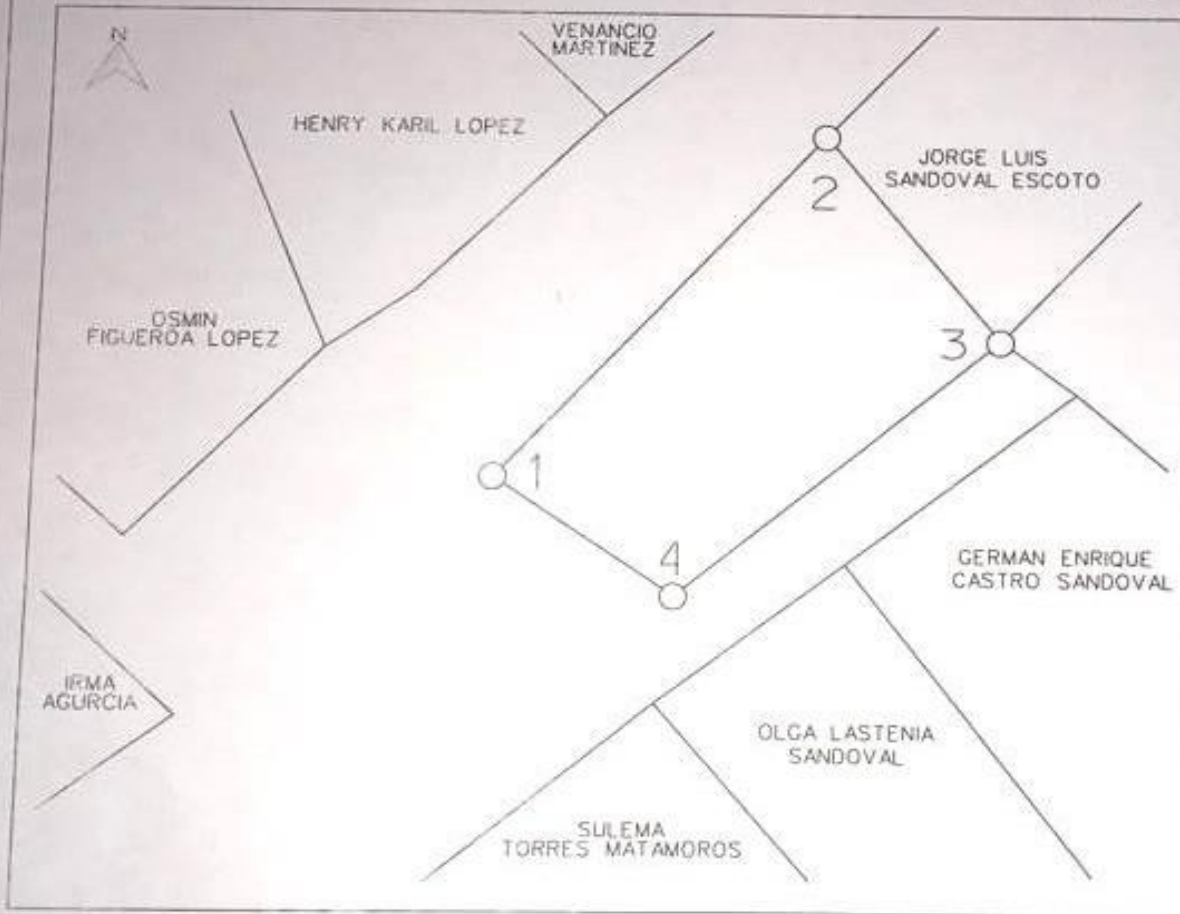 N
VENANCIO
MARTINEZ
HENRY KARIL LOPEZ
JORGE LUIS
SANDOVAL ESCOTO
2
OSMIN
FIGUEROA LOPEZ
3
1
4
GERMAN ENRIQUE
CASTRO SANDOVAL
IRMA
AGURCIA
OLGA LASTENIA
SANDOVAL
SULEMA
TORRES MATAMOROS